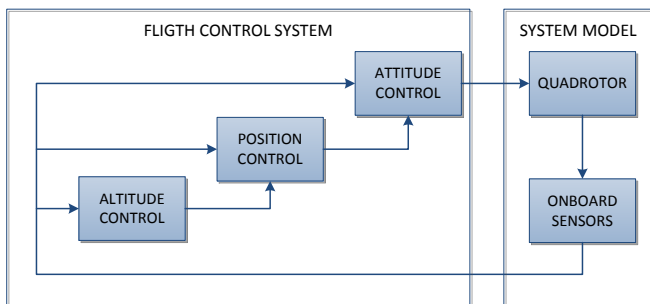 FLIGTH CONTROL SYSTEM
SYSTEM MODEL
ATTITUDE
CONTROL
QUADROTOR
POSITION
CONTROL
ALTITUDE
CONTROL
ONBOARD
SENSORS